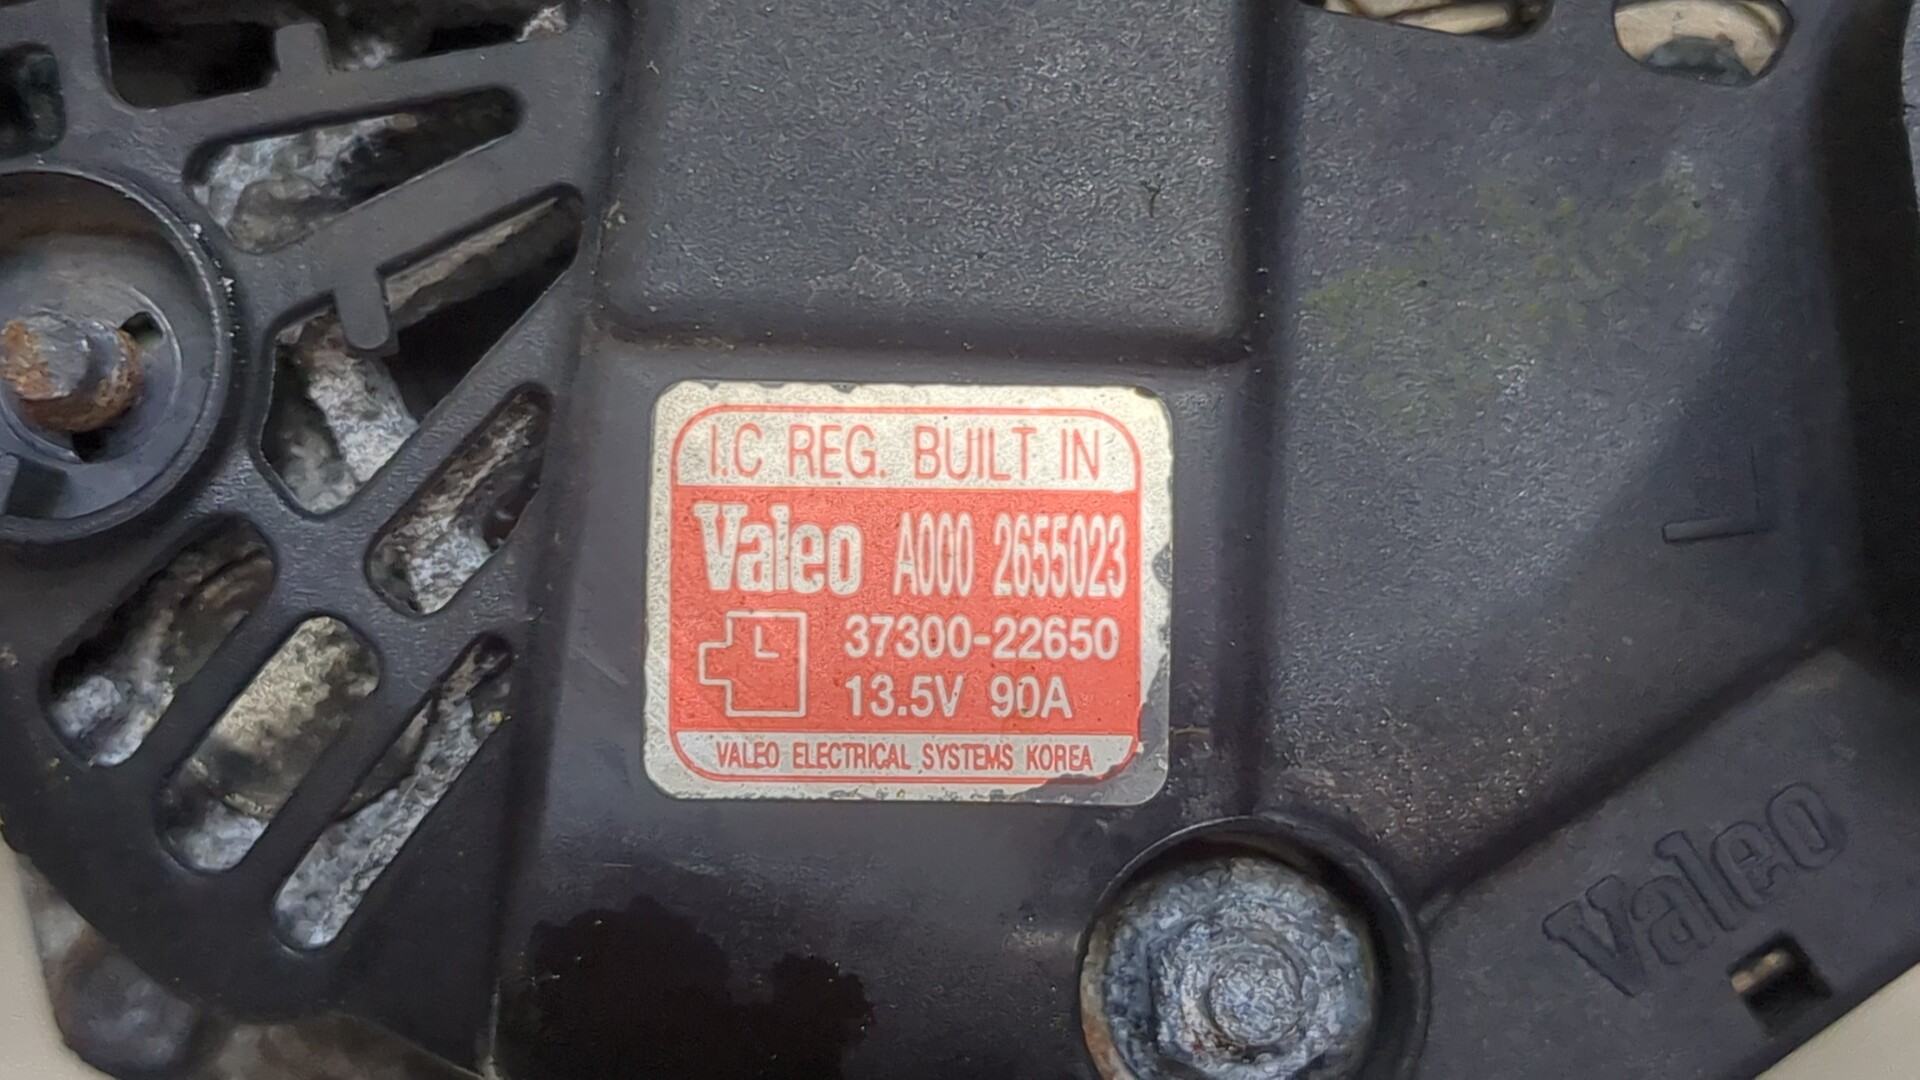 I.C REG. BUILT IN
Valeo A000 2655023
L 37300-22650
13.5V 90A
VALEO ELECTRICAL SYSTEMS KOREA
Valeo